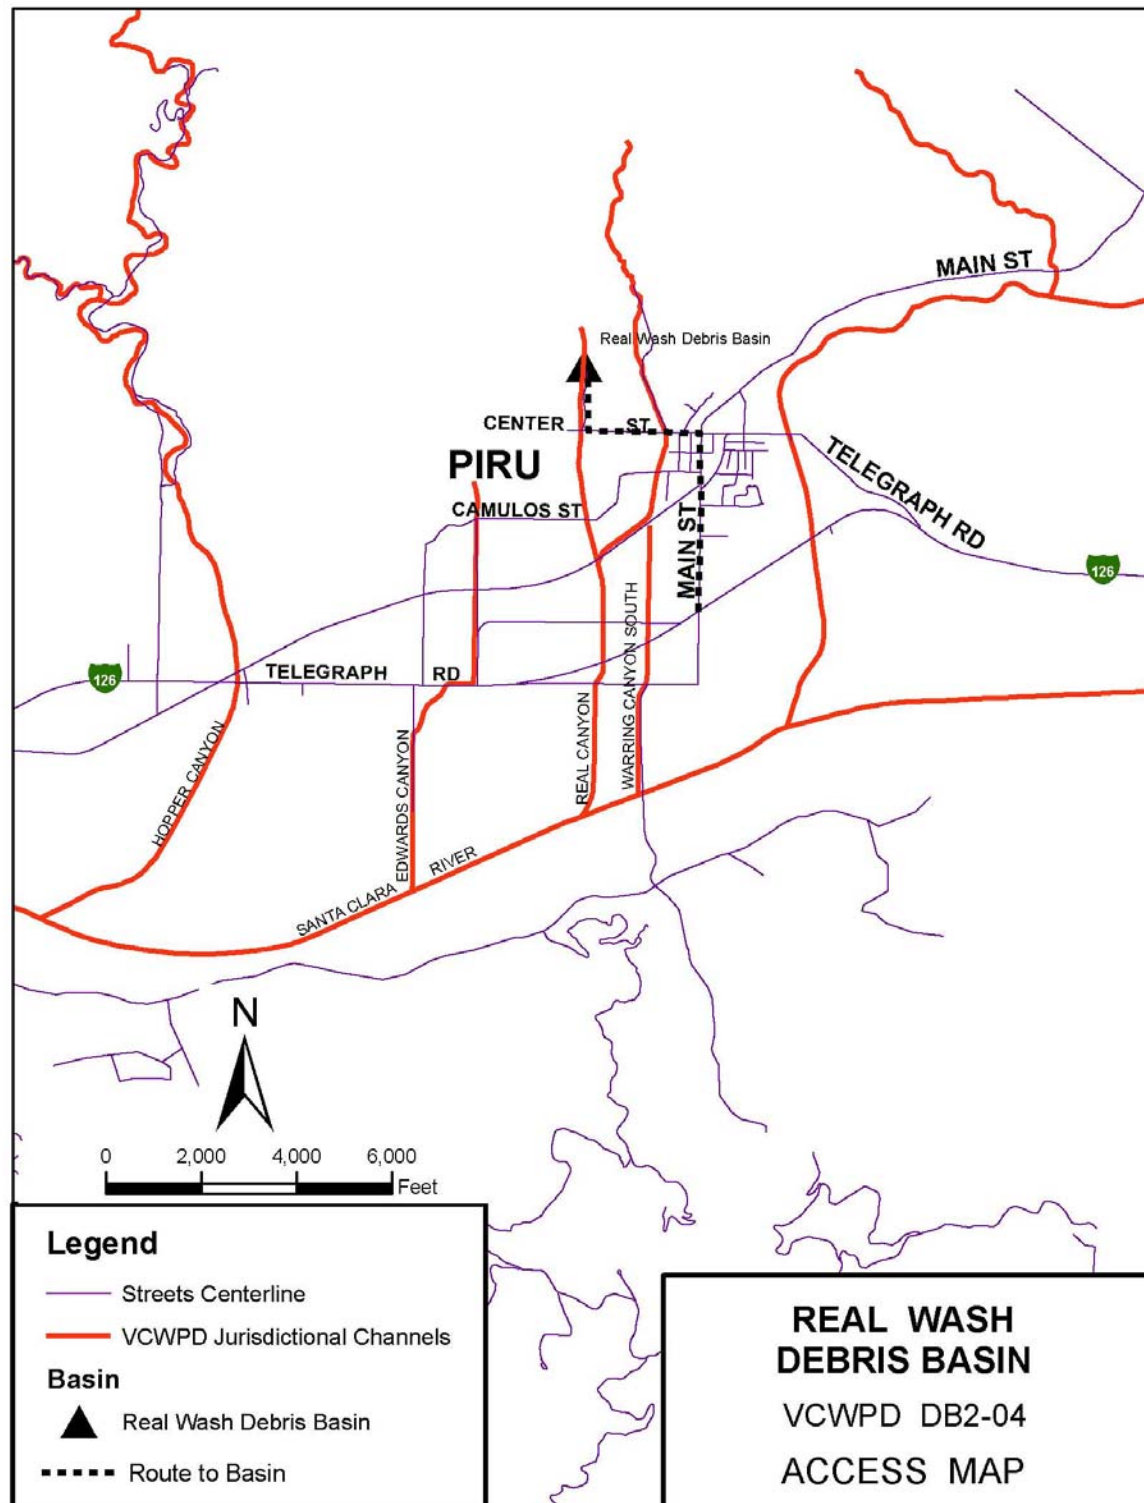 MAIN ST
Real Wash Debris Basin
CENTER ST
PIRU
TELEGRAPH RD
CAMULOS ST
MAIN ST
126
126
TELEGRAPH RD
WARRING CANYON SOUTH
REAL CANYON
HOPPER CANYON
EDWARDS CANYON
SANTA CLARA RIVER
N
0 2,000 4,000 6,000
Feet
Legend
Streets Centerline
VCWPD Jurisdictional Channels
Basin
Real Wash Debris Basin
Route to Basin
REAL WASH
DEBRIS BASIN
VCWPD DB2-04
ACCESS MAP